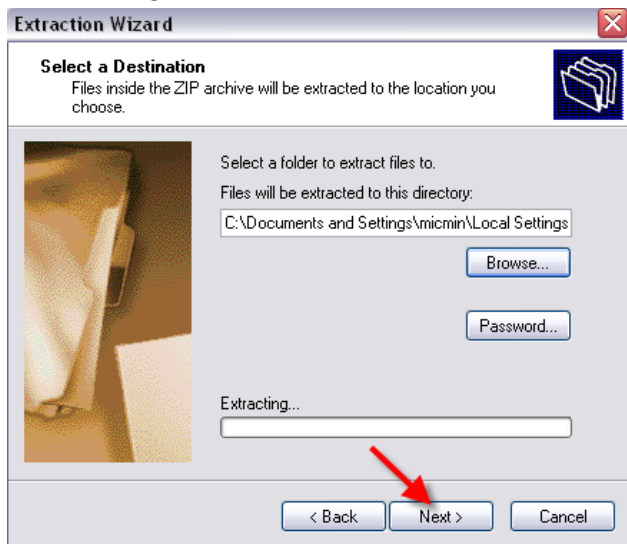 Extraction Wizard
Select a Destination
Files inside the ZIP archive will be extracted to the location you
choose.
Select a folder to extract files to.
Files will be extracted to this directory:
C:\Documents and Settings\micmin\Local Settings
Browse...
Password...
Extracting...
< Back
Next >
Cancel